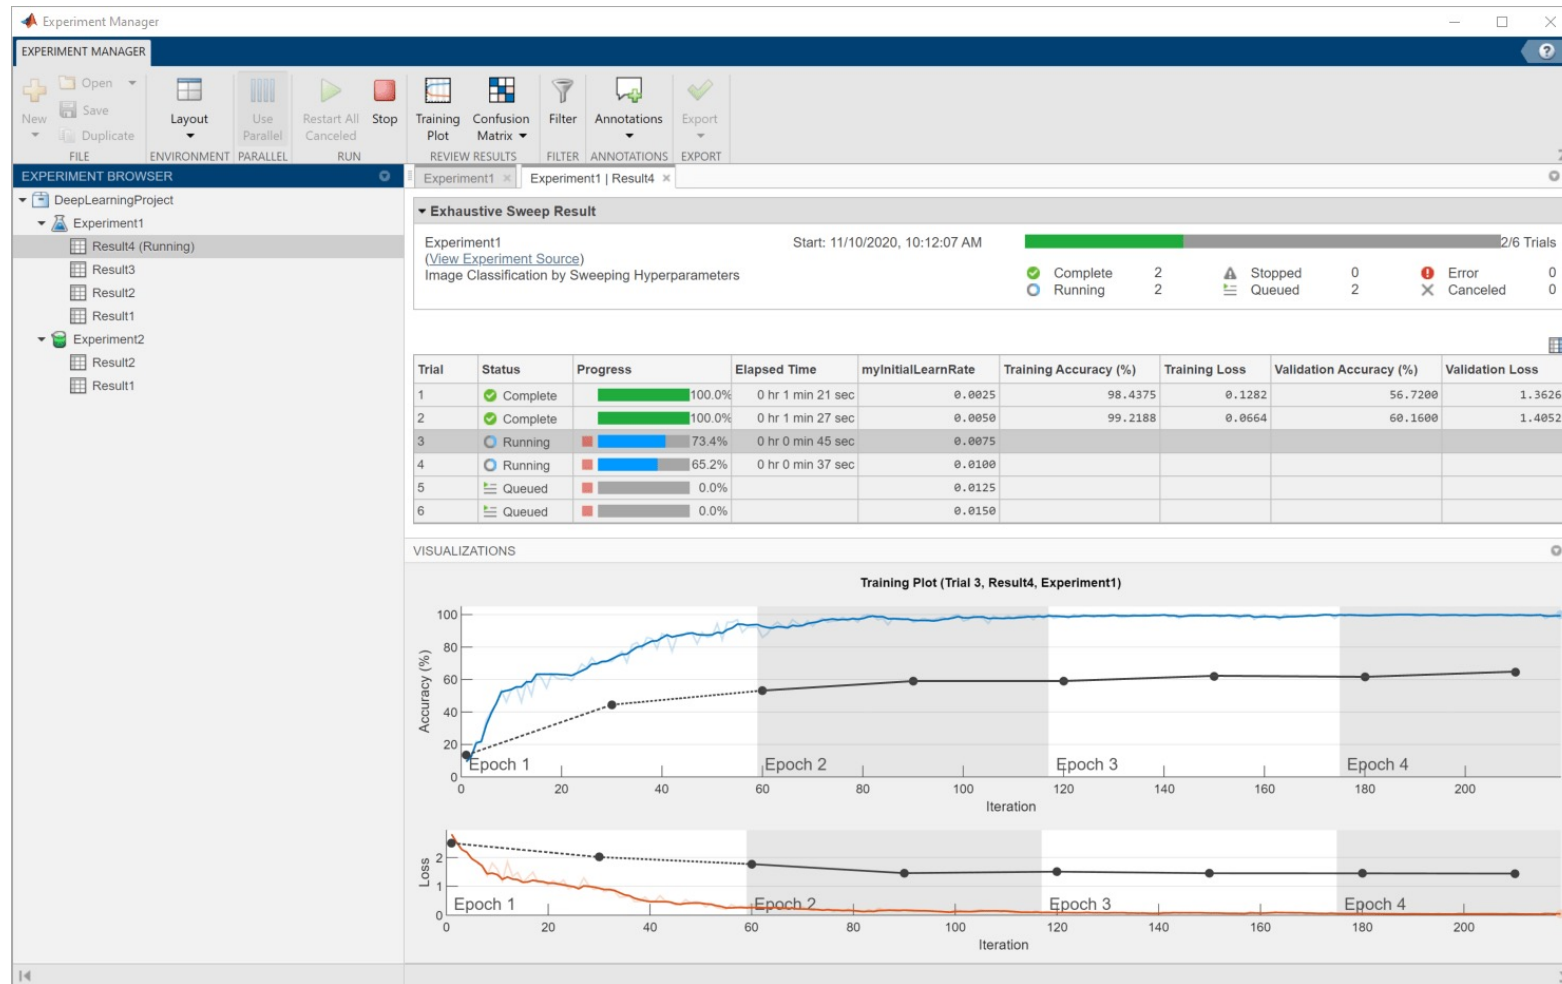 Experiment Manager
EXPERIMENT MANAGER
?
New
Open
Save
Duplicate
Layout
Use Parallel
Restart All Canceled
Stop
Training Plot
Confusion Matrix
Filter
Annotations
Export
FILE ENVIRONMENT PARALLEL RUN REVIEW RESULTS FILTER ANNOTATIONS EXPORT
EXPERIMENT BROWSER
DeepLearningProject
Experiment1
Result4 (Running)
Result3
Result2
Result1
Experiment2
Result2
Result1
Experiment1 Experiment1 | Result4
Exhaustive Sweep Result
Experiment1 Start: 11/10/2020, 10:12:07 AM 2/6 Trials
(View Experiment Source)
Image Classification by Sweeping Hyperparameters
Complete 2 Stopped 0 Error 0
Running 2 Queued 2 Canceled 0
Trial Status Progress Elapsed Time myInitialLearnRate Training Accuracy (%) Training Loss Validation Accuracy (%) Validation Loss
1 Complete 100.0% 0 hr 1 min 21 sec 0.0025 98.4375 0.1282 56.7200 1.3626
2 Complete 100.0% 0 hr 1 min 27 sec 0.0050 99.2188 0.0664 60.1600 1.4052
3 Running 73.4% 0 hr 0 min 45 sec 0.0075
4 Running 65.2% 0 hr 0 min 37 sec 0.0100
5 Queued 0.0% 0.0125
6 Queued 0.0% 0.0150
VISUALIZATIONS
Training Plot (Trial 3, Result4, Experiment1)
Accuracy (%)
100
80
60
40
20
0
Epoch 1 Epoch 2 Epoch 3 Epoch 4
0 20 40 60 80 100 120 140 160 180 200
Iteration
Loss
2
1
0
Epoch 1 Epoch 2 Epoch 3 Epoch 4
0 20 40 60 80 100 120 140 160 180 200
Iteration